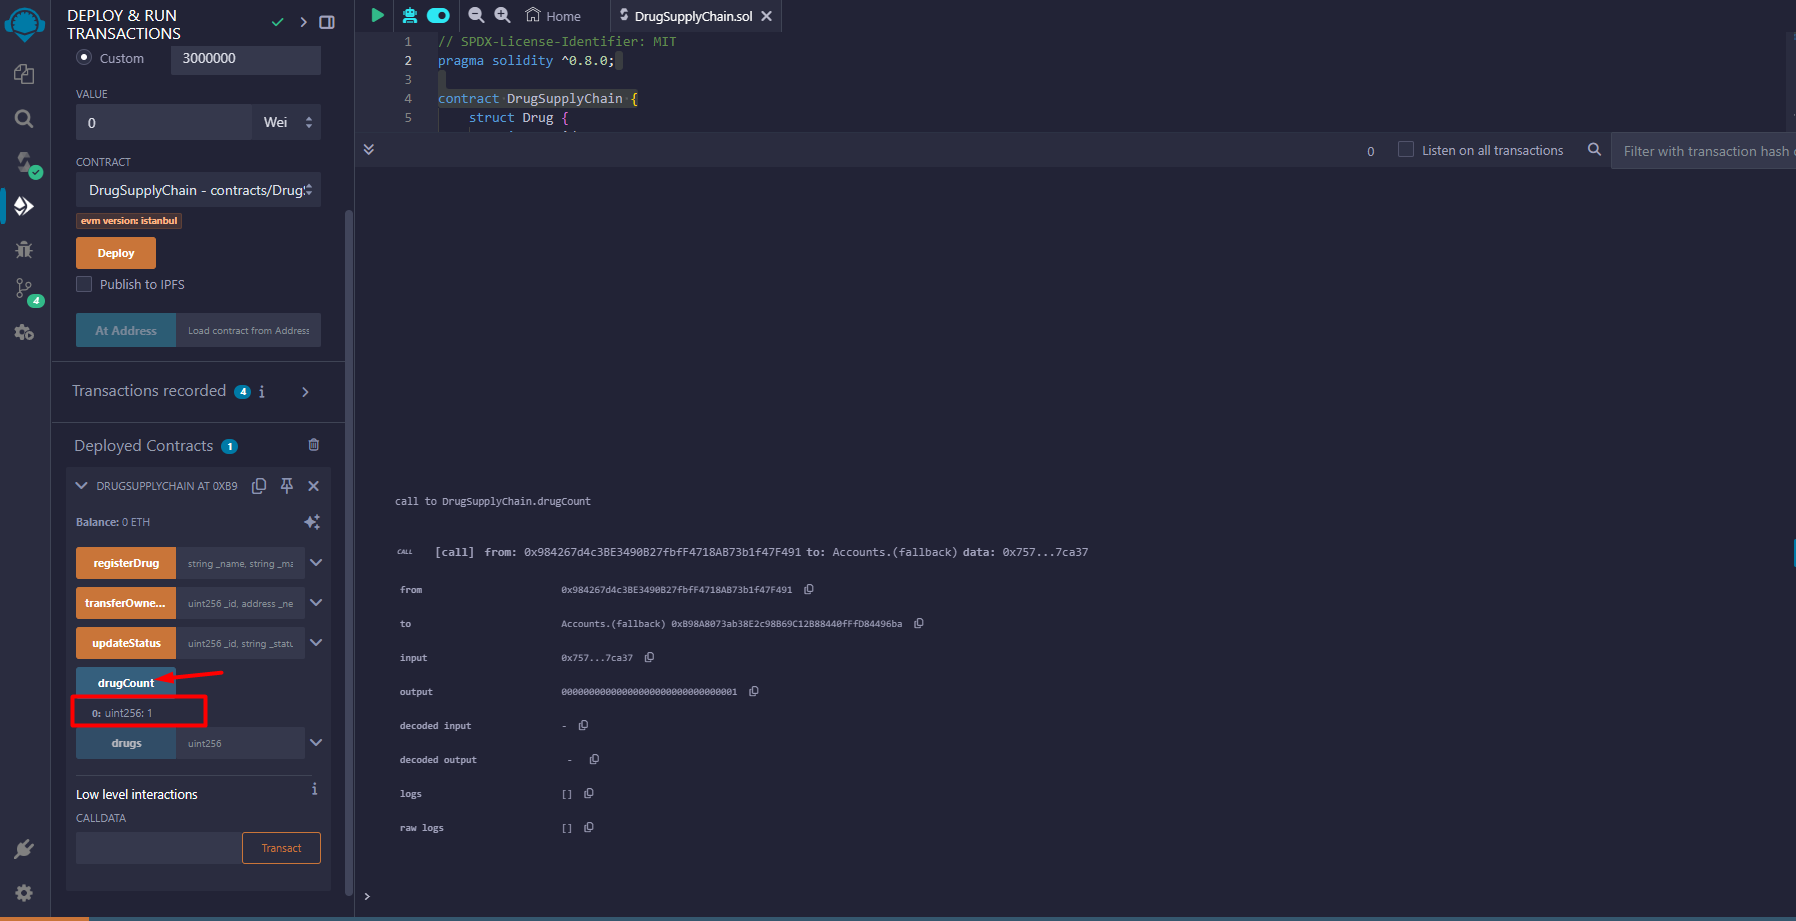 DEPLOY & RUN
TRANSACTIONS
Custom
3000000
VALUE
0
Wei
CONTRACT
DrugSupplyChain - contracts/Drug
evm version: istanbul
Deploy
Publish to IPFS
At Address
Load contract from Address
Transactions recorded 4 i
Deployed Contracts 1
DRUGSUPPLYCHAIN AT 0XB9
Balance: 0 ETH
registerDrug
string _name, string _ma
transferOwne...
uint256 _id, address _ne
updateStatus
uint256 _id, string _statu
drugCount
0: uint256: 1
drugs
uint256
Low level interactions
i
CALLDATA
Transact
4
Home
DrugSupplyChain.sol
1 // SPDX-License-Identifier: MIT
2 pragma solidity ^0.8.0;
3
4 contract DrugSupplyChain {
5 struct Drug {
0
Listen on all transactions
Filter with transaction hash
call to DrugSupplyChain.drugCount
CALL [call] from: 0x984267d4c3BE3490B27fbfF4718AB73b1f47F491 to: Accounts.(fallback) data: 0x757...7ca37
from 0x984267d4c3BE3490B27fbfF4718AB73b1f47F491
to Accounts.(fallback) 0xB98A8073ab38E2c98B69C12B88440fFfD84496ba
input 0x757...7ca37
output 00000000000000000000000000000001
decoded input -
decoded output -
logs []
raw logs []
>